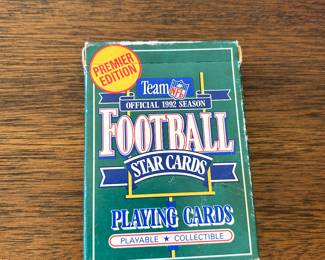 PREMIER
EDITION
Team NFL
OFFICIAL 1992 SEASON
FOOTBALL
STAR CARDS
PLAYING CARDS
PLAYABLE ★ COLLECTIBLE